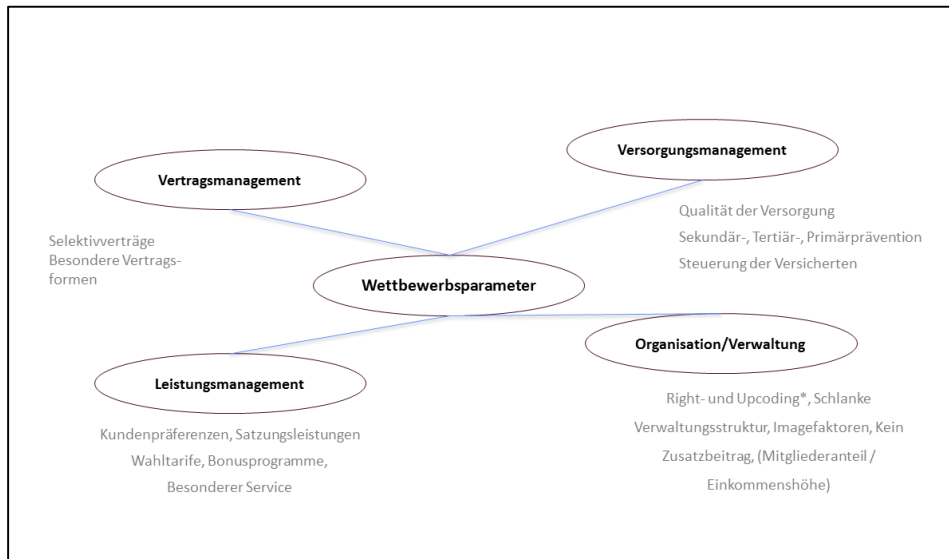 Versorgungsmanagement
Vertragsmanagement
Qualität der Versorgung
Sekundär-, Tertiär-, Primärprävention
Steuerung der Versicherten
Selektivverträge
Besondere Vertrags-
formen
Wettbewerbsparameter
Organisation/Verwaltung
Leistungsmanagement
Right- und Upcoding*, Schlanke
Verwaltungsstruktur, Imagefaktoren, Kein
Zusatzbeitrag, (Mitgliederanteil /
Einkommenshöhe)
Kundenpräferenzen, Satzungsleistungen
Wahltarife, Bonusprogramme,
Besonderer Service